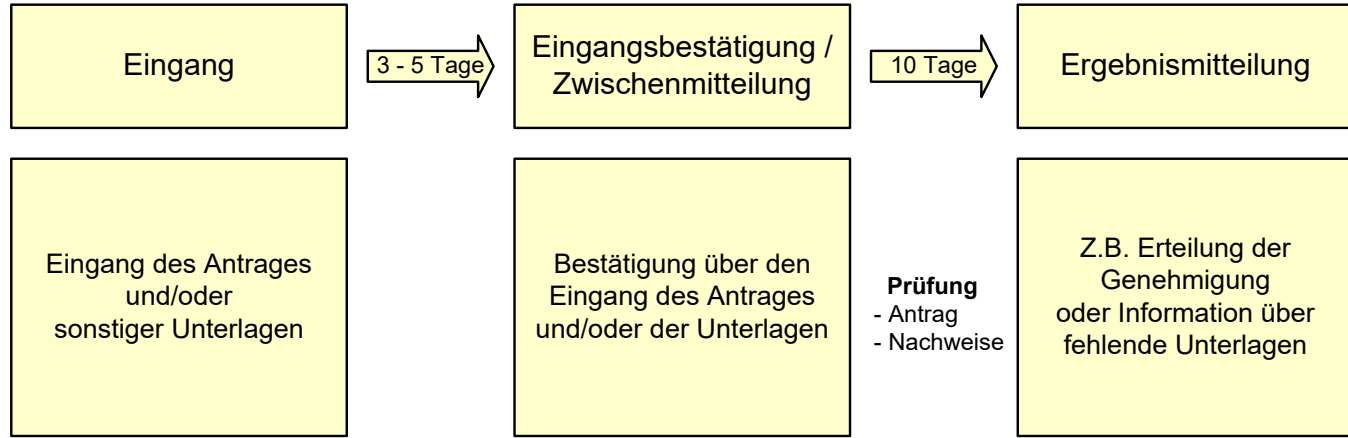 Eingang
3 - 5 Tage
Eingangsbestätigung /
Zwischenmitteilung
10 Tage
Ergebnismitteilung
Eingang des Antrages
und/oder
sonstiger Unterlagen
Bestätigung über den
Eingang des Antrages
und/oder der Unterlagen
Prüfung
- Antrag
- Nachweise
Z.B. Erteilung der
Genehmigung
oder Information über
fehlende Unterlagen